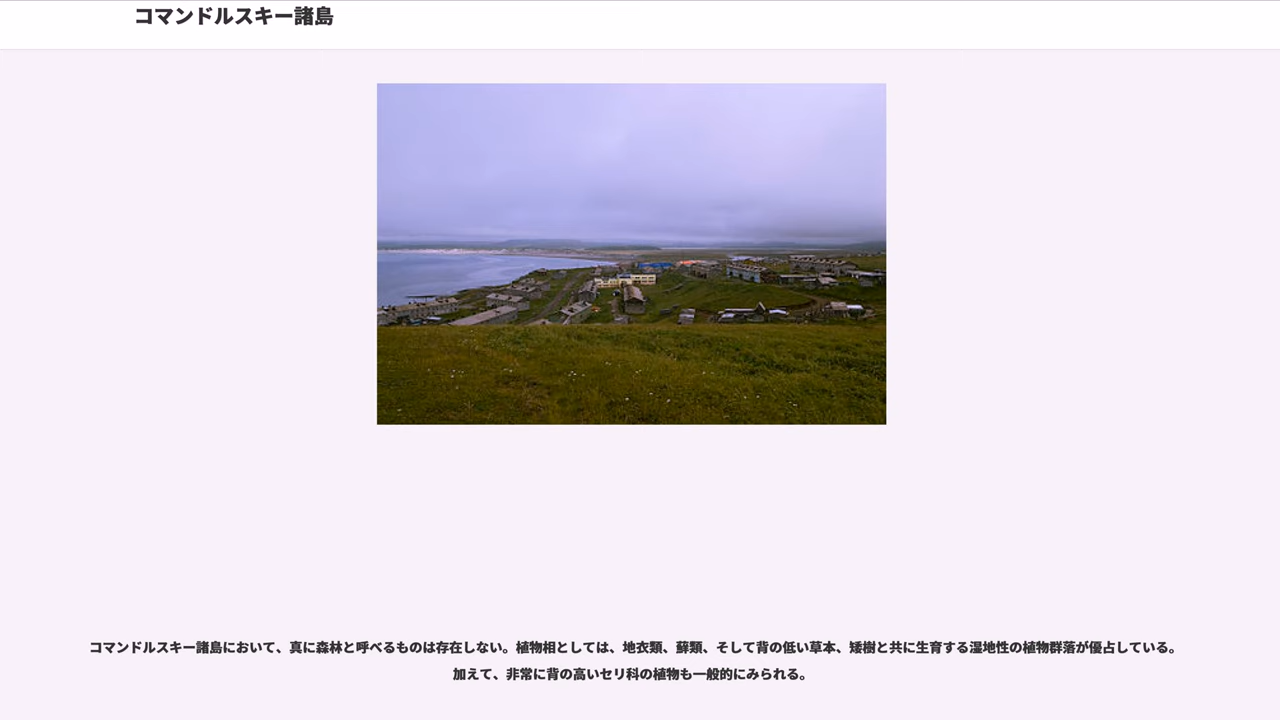 コマンドルスキー諸島
コマンドルスキー諸島において、真に森林と呼べるものは存在しない。植物相としては、地衣類、蘚類、そして背の低い草本、矮樹と共に生育する湿地性の植物群落が優占している。
加えて、非常に背の高いセリ科の植物も一般的にみられる。